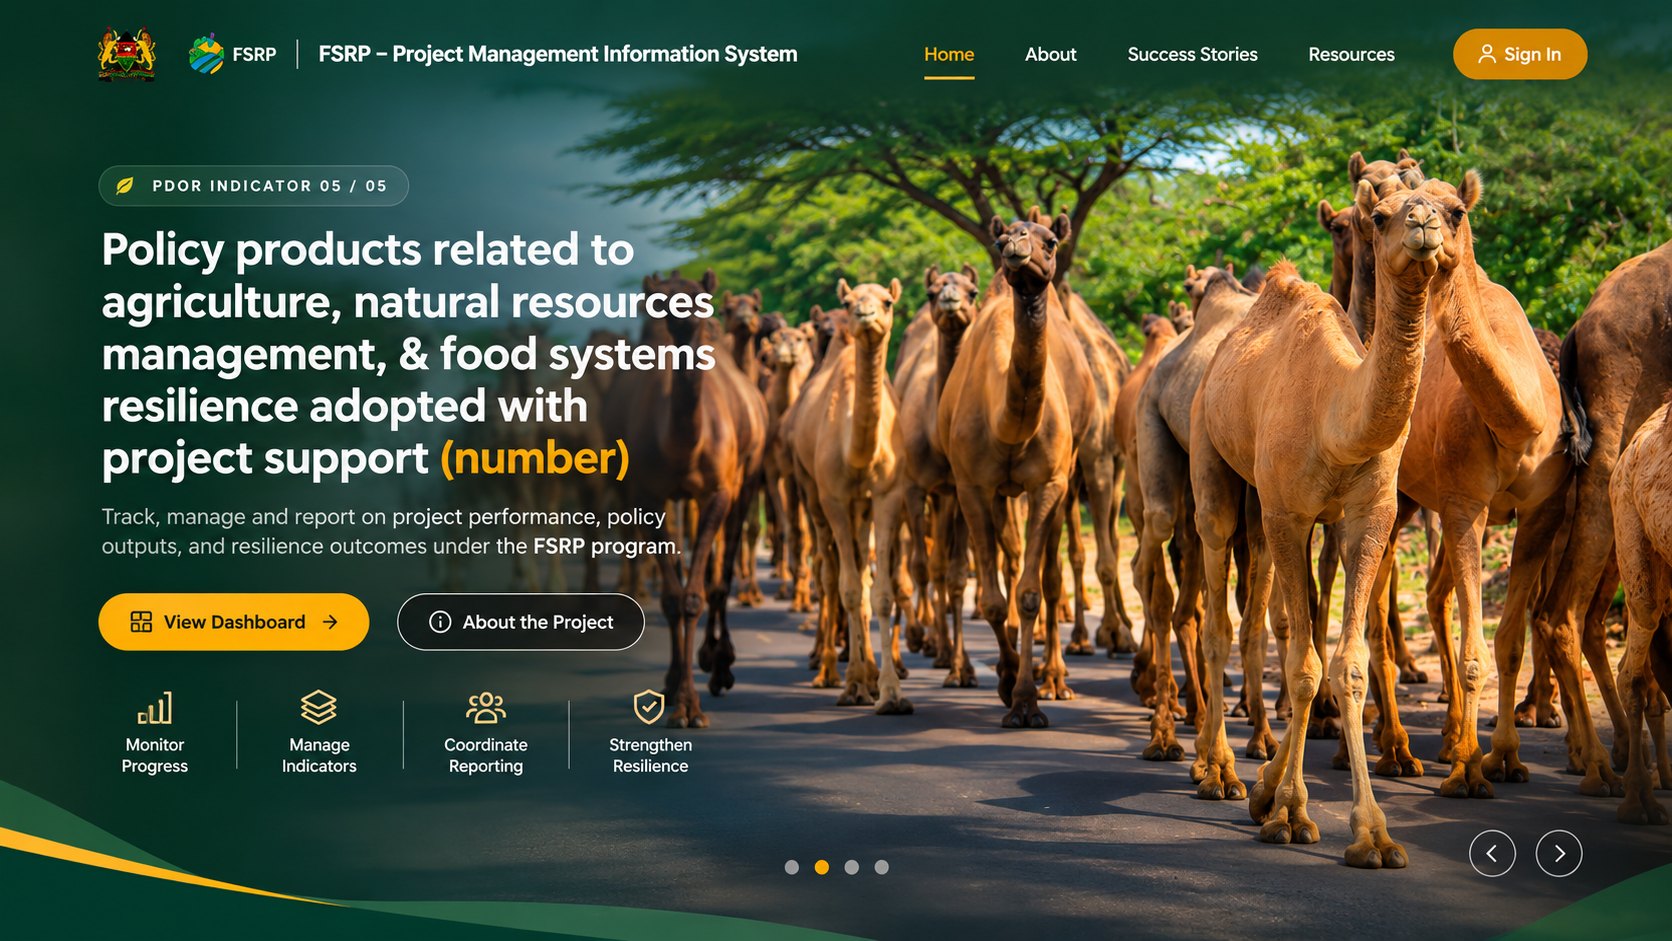 FSRP
FSRP – Project Management Information System
Home
About
Success Stories
Resources
Sign In
PDOR INDICATOR 05 / 05
Policy products related to
agriculture, natural resources
management, & food systems
resilience adopted with
project support (number)
Track, manage and report on project performance, policy
outputs, and resilience outcomes under the FSRP program.
View Dashboard
About the Project
Monitor
Progress
Manage
Indicators
Coordinate
Reporting
Strengthen
Resilience